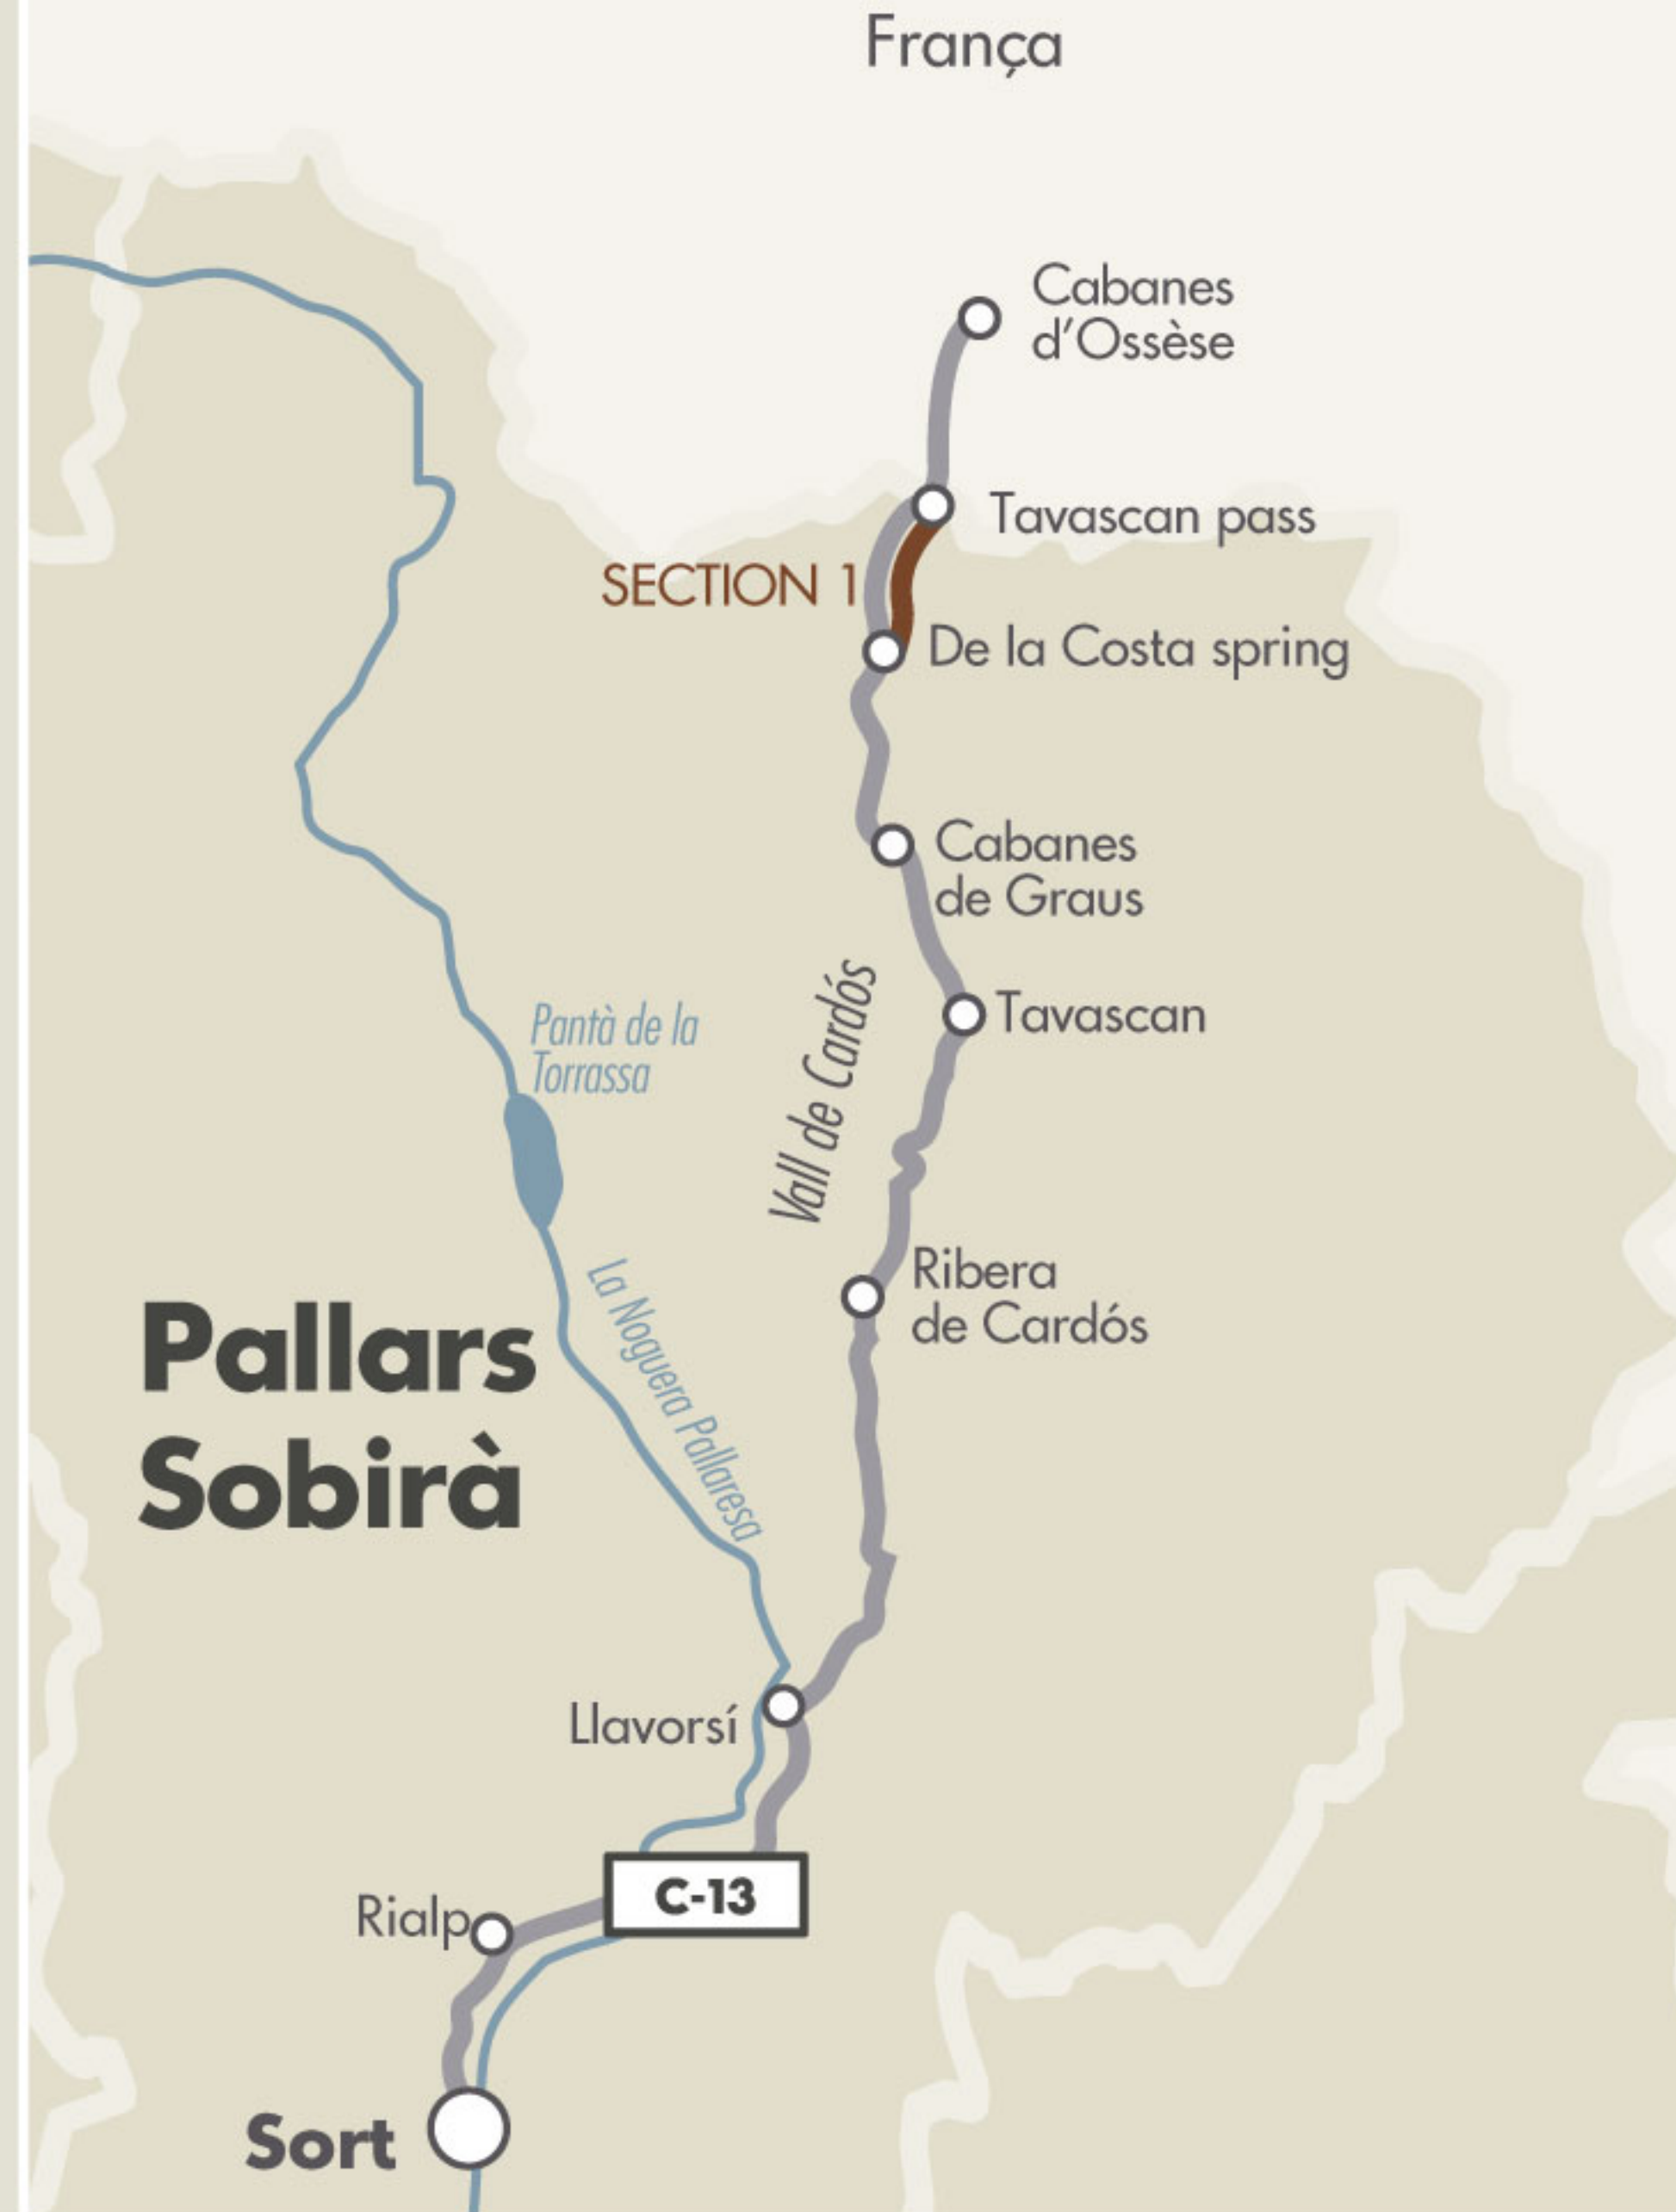 França
Cabanes
d’Ossèse
Tavascan pass
SECTION 1
De la Costa spring
Cabanes
de Graus
Vall de Cardós
Tavascan
Pantà de la
Torrassa
Ribera
de Cardós
La Noguera Pallaresa
Pallars
Sobirà
Llavorsí
C-13
Rialp
Sort